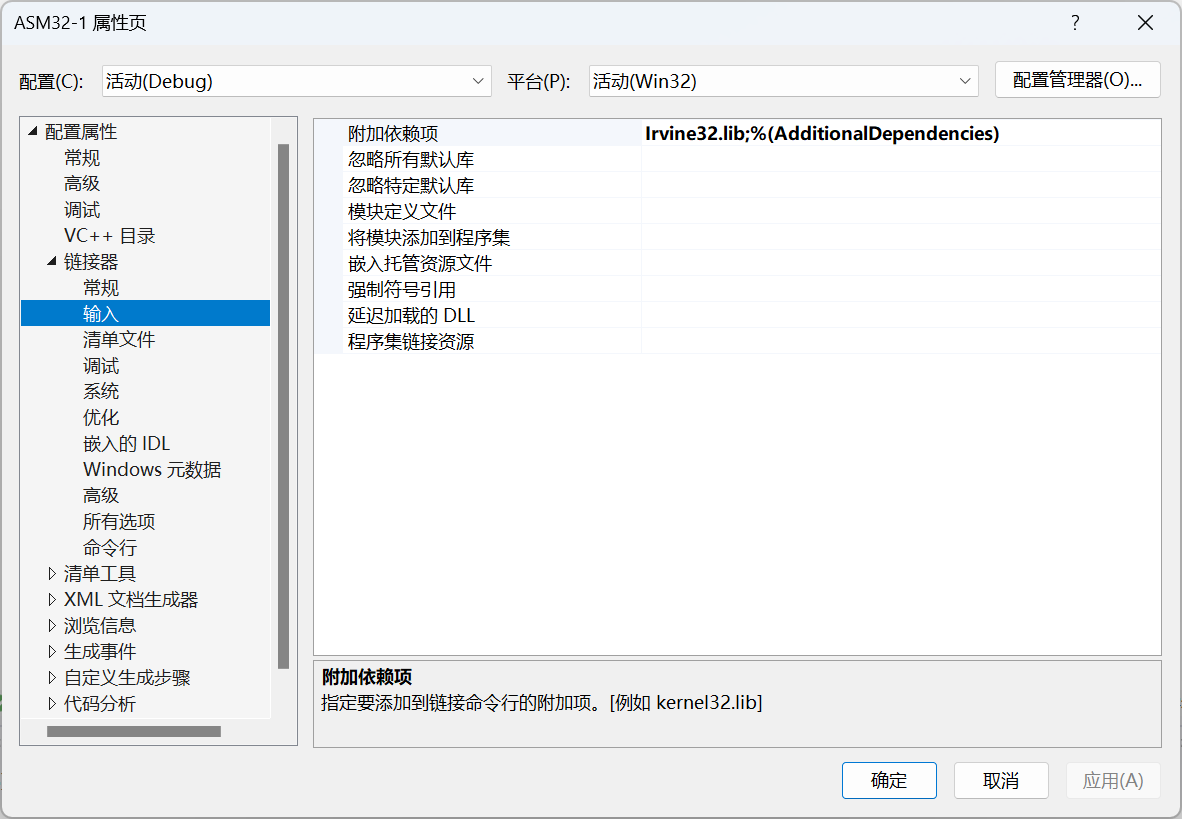 ASM32-1 属性页
?
配置(C):
活动(Debug)
平台(P):
活动(Win32)
配置管理器(O)...
配置属性
常规
高级
调试
VC++ 目录
链接器
常规
输入
清单文件
调试
系统
优化
嵌入的 IDL
Windows 元数据
高级
所有选项
命令行
清单工具
XML 文档生成器
浏览信息
生成事件
自定义生成步骤
代码分析
附加依赖项 Irvine32.lib;%(AdditionalDependencies)
忽略所有默认库
忽略特定默认库
模块定义文件
将模块添加到程序集
嵌入托管资源文件
强制符号引用
延迟加载的 DLL
程序集链接资源
附加依赖项
指定要添加到链接命令行的附加项。[例如 kernel32.lib]
确定
取消
应用(A)